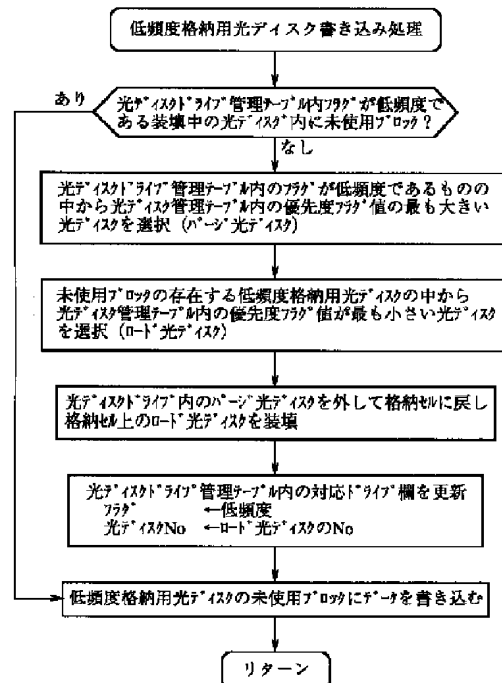 低頻度格納用光ディスク書き込み処理
あり
光ﾃﾞｨｽｸﾄﾞﾗｲﾌﾞ管理ﾃｰﾌﾞﾙ内ﾌﾗｸﾞが低頻度で
ある装填中の光ﾃﾞｨｽｸ内に未使用ﾌﾞﾛｯｸ？
なし
光ﾃﾞｨｽｸﾄﾞﾗｲﾌﾞ管理ﾃｰﾌﾞﾙ内のﾌﾗｸﾞが低頻度であるものの
中から光ﾃﾞｨｽｸ管理ﾃｰﾌﾞﾙ内の優先度ﾌﾗｸﾞ値の最も大きい
光ﾃﾞｨｽｸを選択（ﾊﾟｰｼﾞ光ﾃﾞｨｽｸ）
未使用ﾌﾞﾛｯｸの存在する低頻度格納用光ﾃﾞｨｽｸの中から
光ﾃﾞｨｽｸ管理ﾃｰﾌﾞﾙ内の優先度ﾌﾗｸﾞ値が最も小さい光ﾃﾞｨｽｸ
を選択（ﾛｰﾄﾞ光ﾃﾞｨｽｸ）
光ﾃﾞｨｽｸﾄﾞﾗｲﾌﾞ内のﾊﾟｰｼﾞ光ﾃﾞｨｽｸを外して格納ｾﾙに戻し
格納ｾﾙ上のﾛｰﾄﾞ光ﾃﾞｨｽｸを装填
光ﾃﾞｨｽｸﾄﾞﾗｲﾌﾞ管理ﾃｰﾌﾞﾙ内の対応ﾄﾞﾗｲﾌﾞ欄を更新
ﾌﾗｸﾞ ←低頻度
光ﾃﾞｨｽｸNo ←ﾛｰﾄﾞ光ﾃﾞｨｽｸのNo
低頻度格納用光ﾃﾞｨｽｸの未使用ﾌﾞﾛｯｸにﾃﾞｰﾀを書き込む
リターン